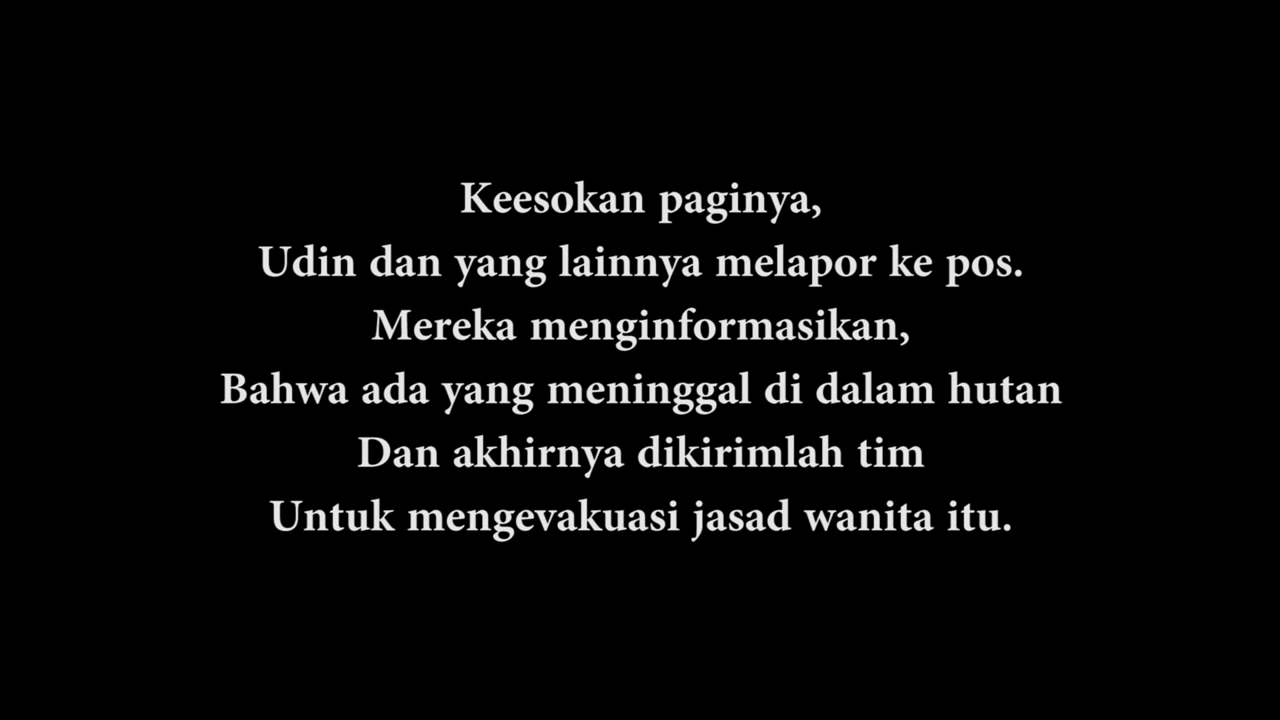 Keesokan paginya,
Udin dan yang lainnya melapor ke pos.
Mereka menginformasikan,
Bahwa ada yang meninggal di dalam hutan
Dan akhirnya dikirimlah tim
Untuk mengevakuasi jasad wanita itu.